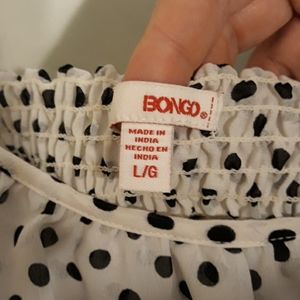 BONGO®
MADE IN
INDIA
HECHO EN
INDIA
L/G